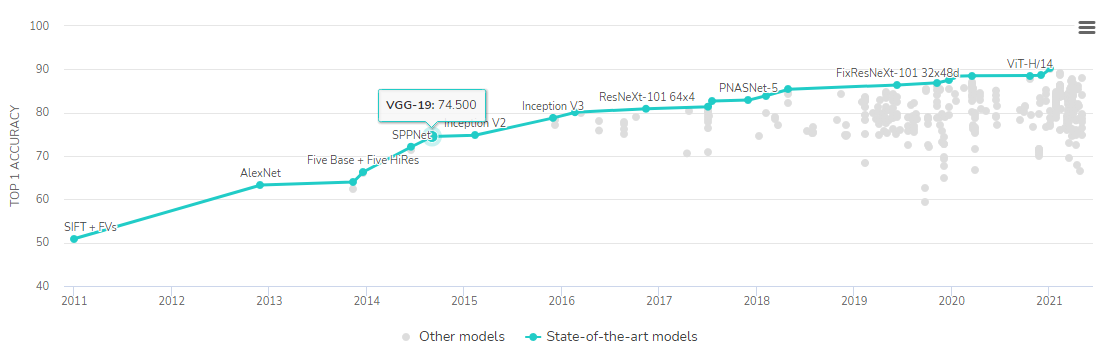 100
90
80
70
60
50
40
TOP 1 ACCURACY
SIFT + FVs
AlexNet
Five Base + Five HiRes
SPPNet
VGG-19: 74.500
Inception V2
Inception V3
ResNeXt-101 64x4
PNASNet-5
FixResNeXt-101 32x48d
ViT-H/14
2011
2012
2013
2014
2015
2016
2017
2018
2019
2020
2021
Other models
State-of-the-art models